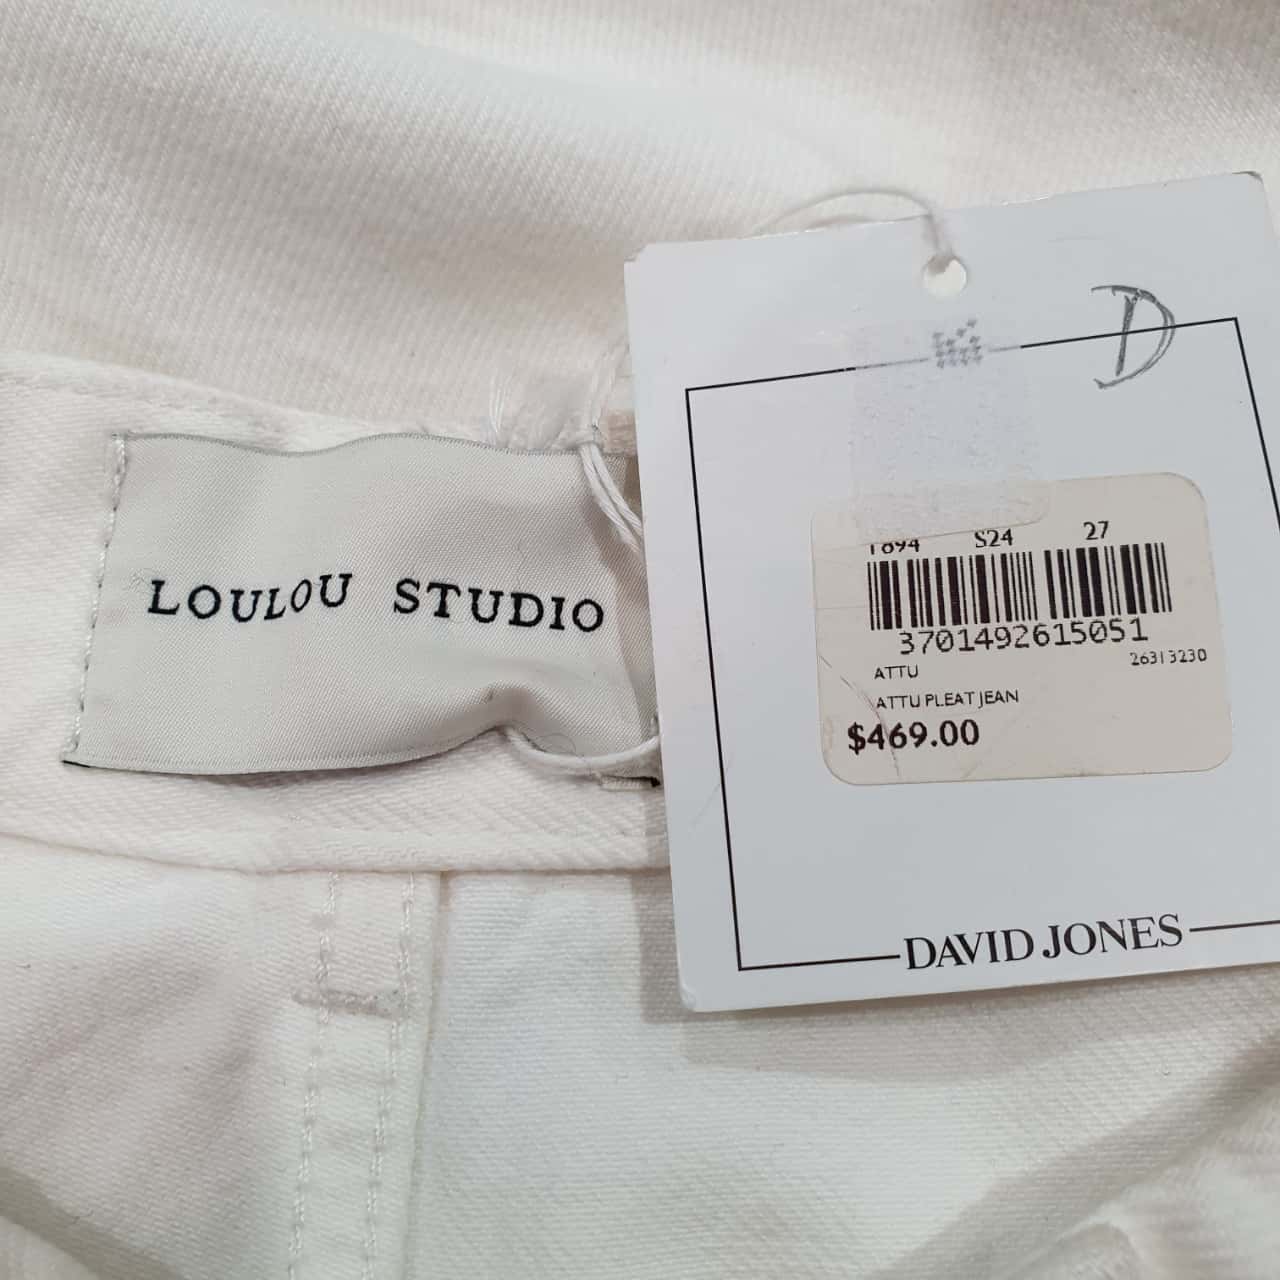 LOULOU STUDIO
D
S24 27
3701492615051
ATTU 26313230
ATTU PLEAT JEAN
$469.00
DAVID JONES